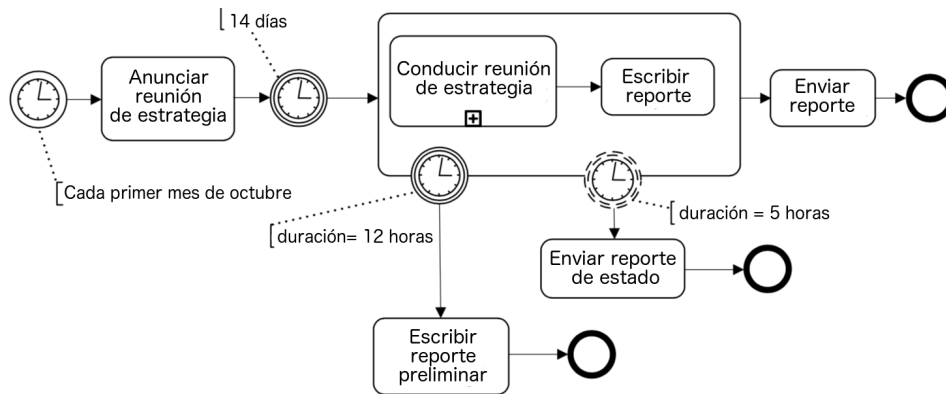 14 días
Anunciar
reunión
de estrategia
Conducir reunión
de estrategia
Escribir
reporte
Enviar
reporte
Cada primer mes de octubre
duración= 12 horas
duración = 5 horas
Enviar reporte
de estado
Escribir
reporte
preliminar